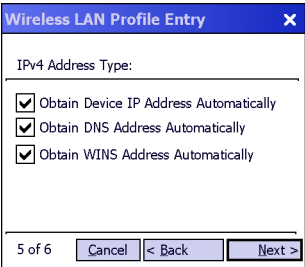 Wireless LAN Profile Entry X
IPv4 Address Type:
Obtain Device IP Address Automatically
Obtain DNS Address Automatically
Obtain WINS Address Automatically
5 of 6 Cancel < Back Next >